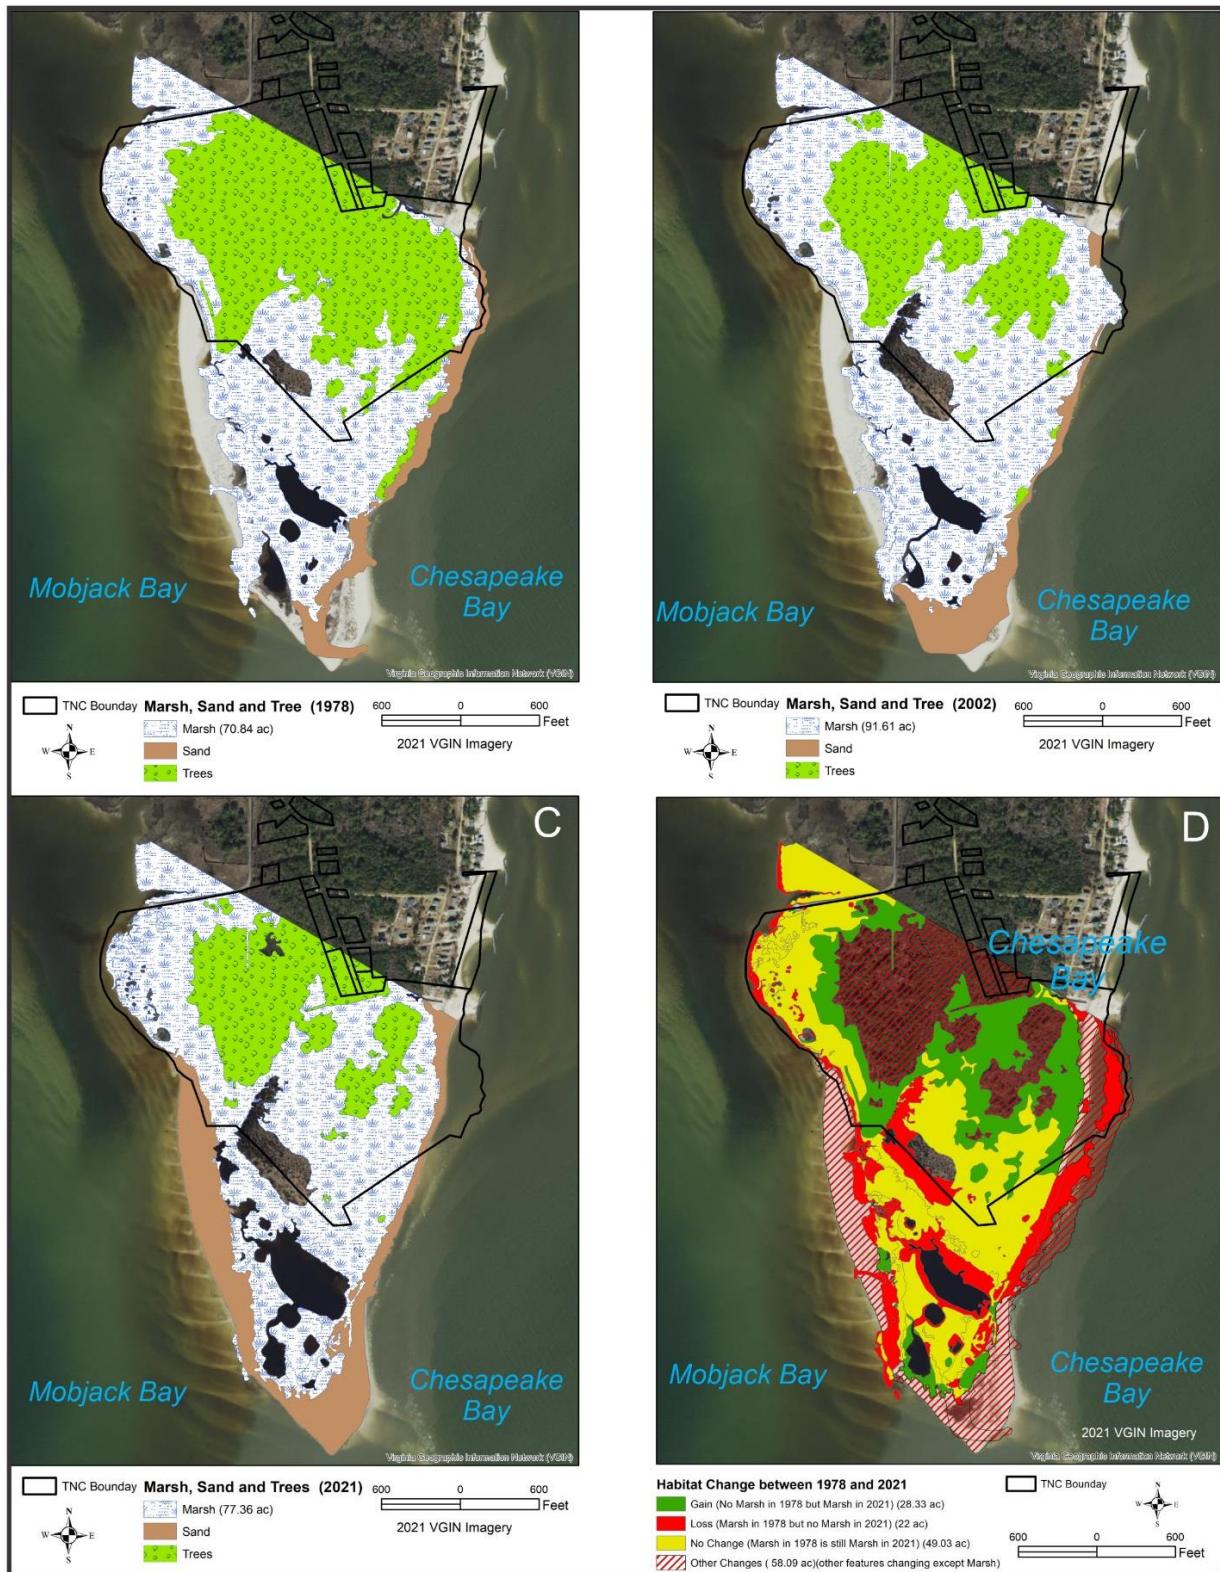 Mobjack Bay
Chesapeake
Bay
Virginia Geographic Information Network (VGIN)
TNC Bounday
Marsh, Sand and Tree (1978)
Marsh (70.84 ac)
Sand
Trees
N
W
E
S
600
0
600
Feet
2021 VGIN Imagery
Mobjack Bay
Chesapeake
Bay
Virginia Geographic Information Network (VGIN)
TNC Bounday
Marsh, Sand and Tree (2002)
Marsh (91.61 ac)
Sand
Trees
N
W
E
S
600
0
600
Feet
2021 VGIN Imagery
C
Mobjack Bay
Chesapeake
Bay
Virginia Geographic Information Network (VGIN)
TNC Bounday
Marsh, Sand and Trees (2021)
Marsh (77.36 ac)
Sand
Trees
N
W
E
S
600
0
600
Feet
2021 VGIN Imagery
D
Chesapeake
Bay
Mobjack Bay
Chesapeake
Bay
2021 VGIN Imagery
Virginia Geographic Information Network (VGIN)
Habitat Change between 1978 and 2021
Gain (No Marsh in 1978 but Marsh in 2021) (28.33 ac)
Loss (Marsh in 1978 but no Marsh in 2021) (22 ac)
No Change (Marsh in 1978 is still Marsh in 2021) (49.03 ac)
Other Changes ( 58.09 ac)(other features changing except Marsh)
TNC Bounday
N
W
E
S
600
0
600
Feet